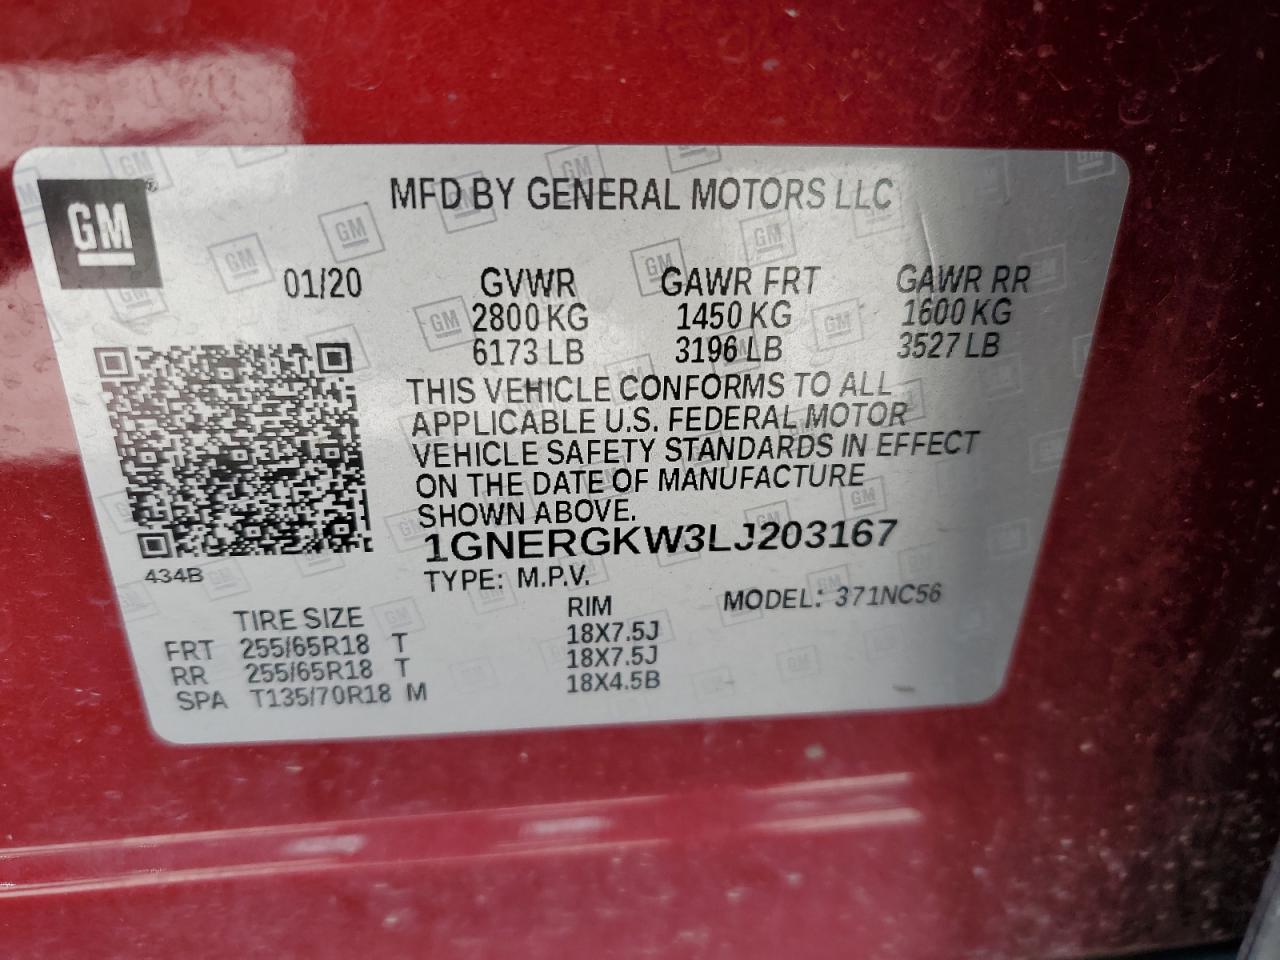 GM
MFD BY GENERAL MOTORS LLC
01/20 GVWR GAWR FRT GAWR RR
2800 KG 1450 KG 1600 KG
6173 LB 3196 LB 3527 LB
THIS VEHICLE CONFORMS TO ALL
APPLICABLE U.S. FEDERAL MOTOR
VEHICLE SAFETY STANDARDS IN EFFECT
ON THE DATE OF MANUFACTURE
SHOWN ABOVE.
1GNERGKW3LJ203167
434B
TYPE: M.P.V.
TIRE SIZE RIM MODEL: 371NC56
FRT 255/65R18 T 18X7.5J
RR 255/65R18 T 18X7.5J
SPA T135/70R18 M 18X4.5B